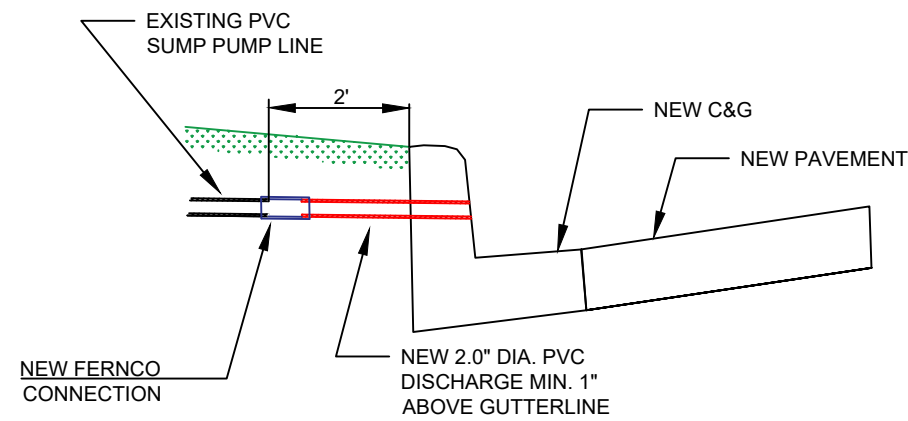 EXISTING PVC
SUMP PUMP LINE
2'
NEW C&G
NEW PAVEMENT
NEW FERNCO
CONNECTION
NEW 2.0" DIA. PVC
DISCHARGE MIN. 1"
ABOVE GUTTERLINE